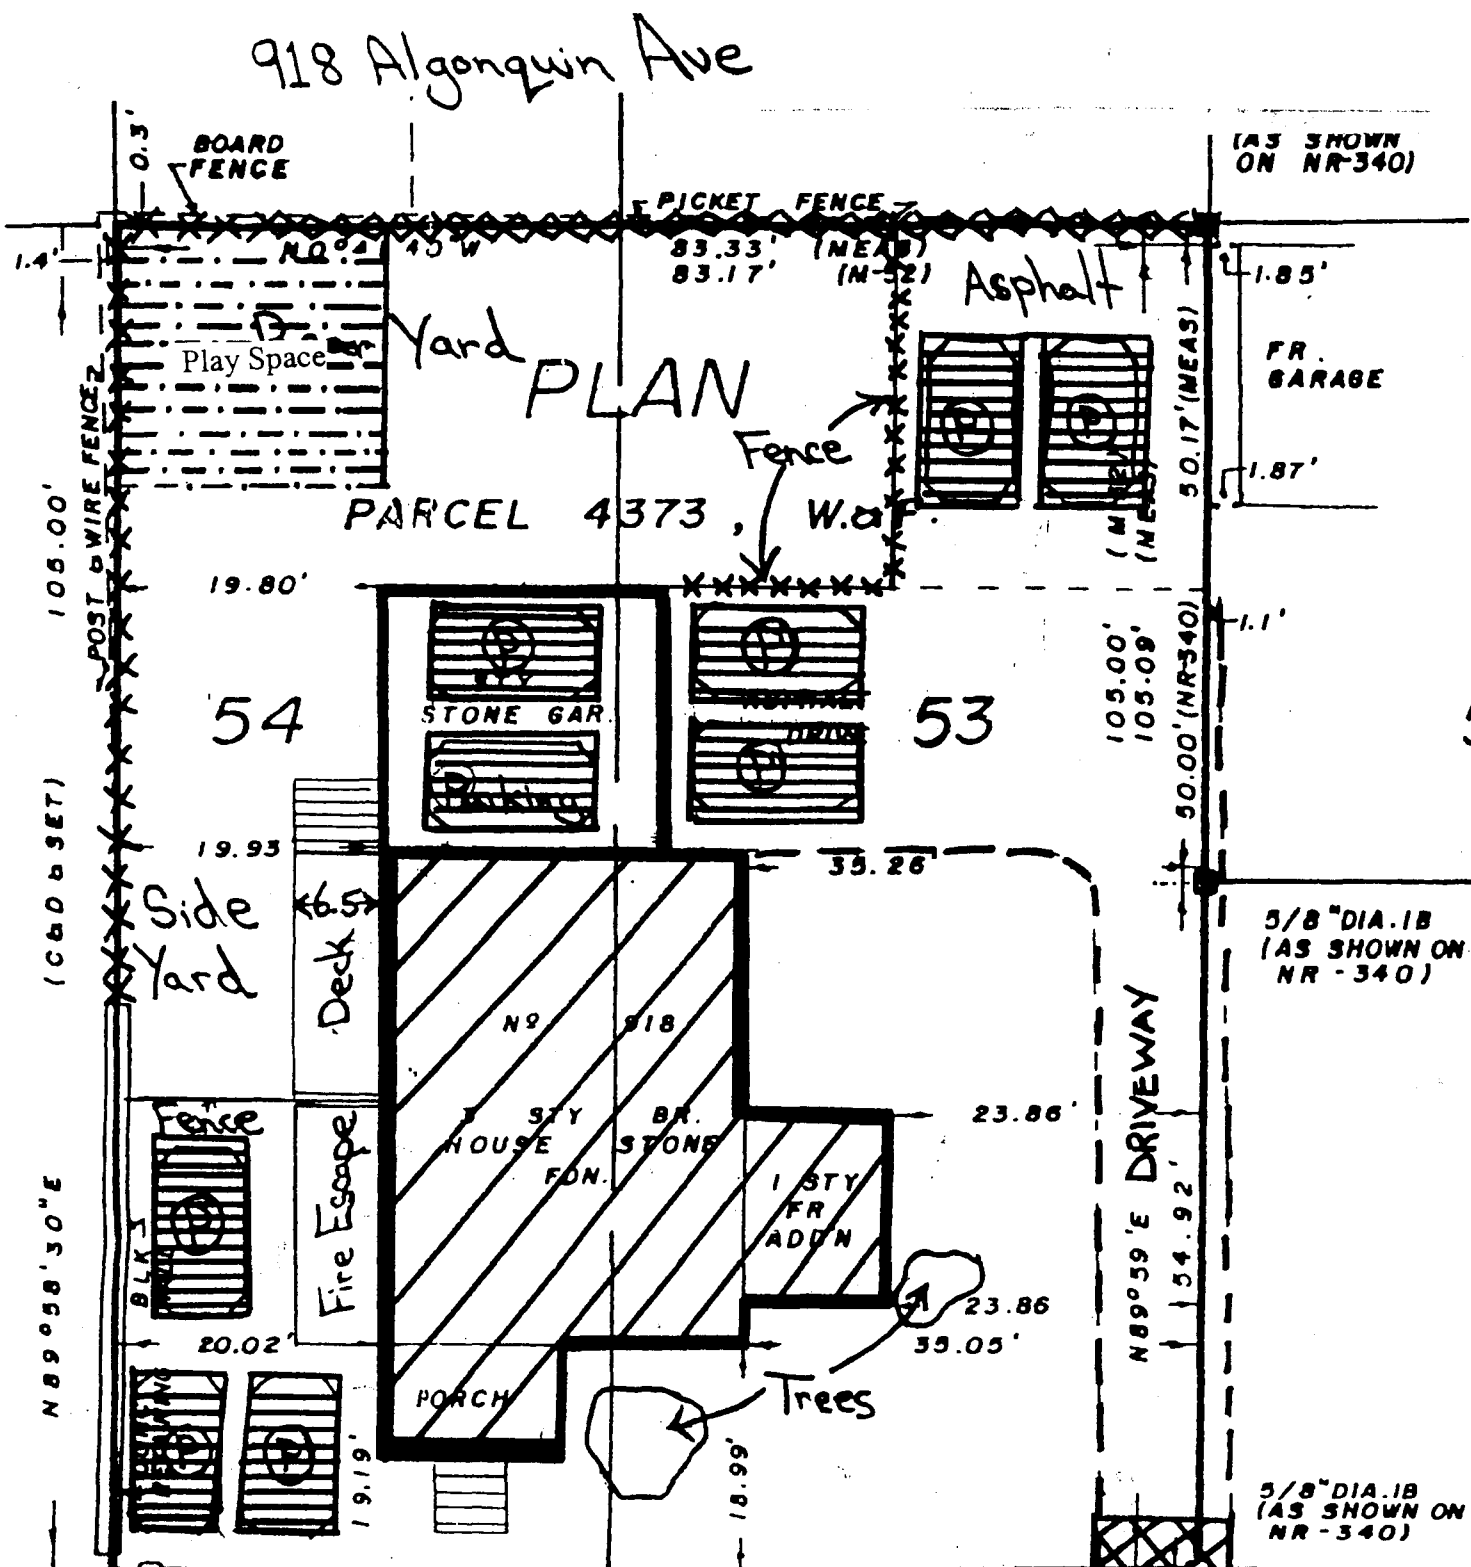 918 Algonquin Ave
0.3'
BOARD
FENCE
(AS SHOWN
ON NR-340)
PICKET FENCE
1.4'
83.33' (MEAS)
83.17' (M-52)
Asphalt
1.85'
Yard
Play Space
PLAN
FR.
GARAGE
50.17' (MEAS)
POST & WIRE FENCE
Fence
P
P
1.87'
PARCEL 4373, W.&F.
(MEAS)
105.00'
19.80'
1.1'
P
P
54
STONE GAR.
53
105.00'
105.09'
50.00' (NR-340)
P
Parking
P
DRIVE
19.93
35.26
Side
Yard
6.5
Deck
5/8"DIA.IB
(AS SHOWN ON
NR-340)
Nº 918
DRIVEWAY
Fence
STY BR.
HOUSE STONE
FDN.
23.86'
Fire Escape
P
1 STY
FR
ADD'N
BLK
N89°58'30"E
N89°59'E
154.92'
23.86
20.02'
35.05'
PORCH
Trees
P
P
19.19'
18.99'
5/8"DIA.IB
(AS SHOWN ON
NR-340)